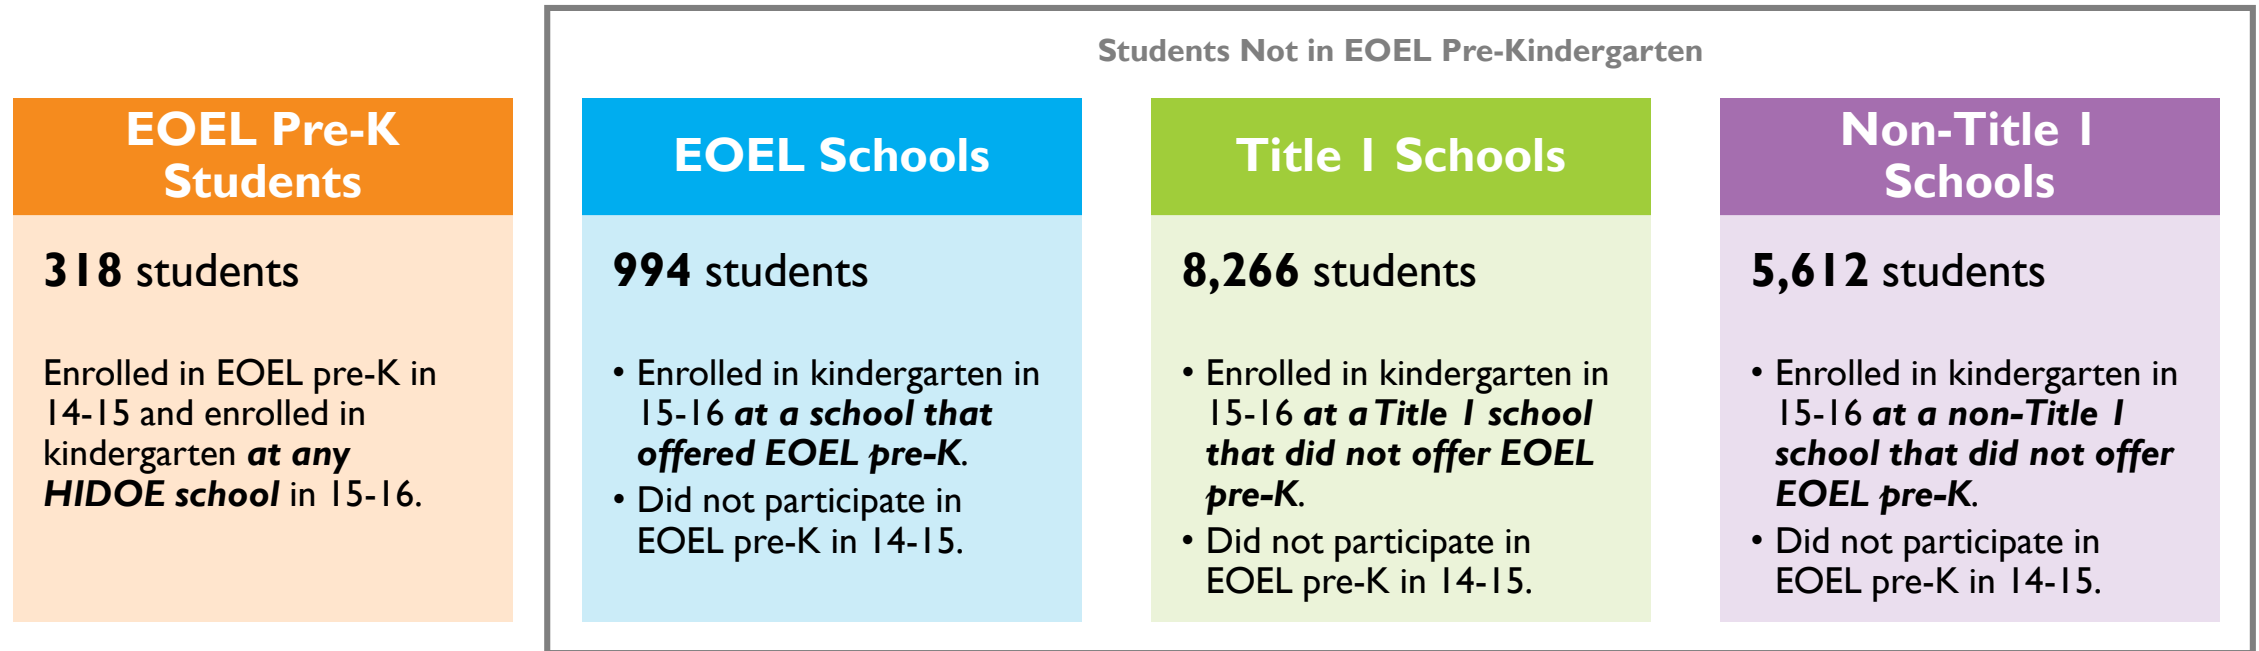 Students Not in EOEL Pre-Kindergarten
EOEL Pre-K
Students
318 students
Enrolled in EOEL pre-K in
14-15 and enrolled in
kindergarten at any
HIDOE school in 15-16.
EOEL Schools
994 students
• Enrolled in kindergarten in
15-16 at a school that
offered EOEL pre-K.
• Did not participate in
EOEL pre-K in 14-15.
Title 1 Schools
8,266 students
• Enrolled in kindergarten in
15-16 at a Title 1 school
that did not offer EOEL
pre-K.
• Did not participate in
EOEL pre-K in 14-15.
Non-Title 1
Schools
5,612 students
• Enrolled in kindergarten in
15-16 at a non-Title 1
school that did not offer
EOEL pre-K.
• Did not participate in
EOEL pre-K in 14-15.